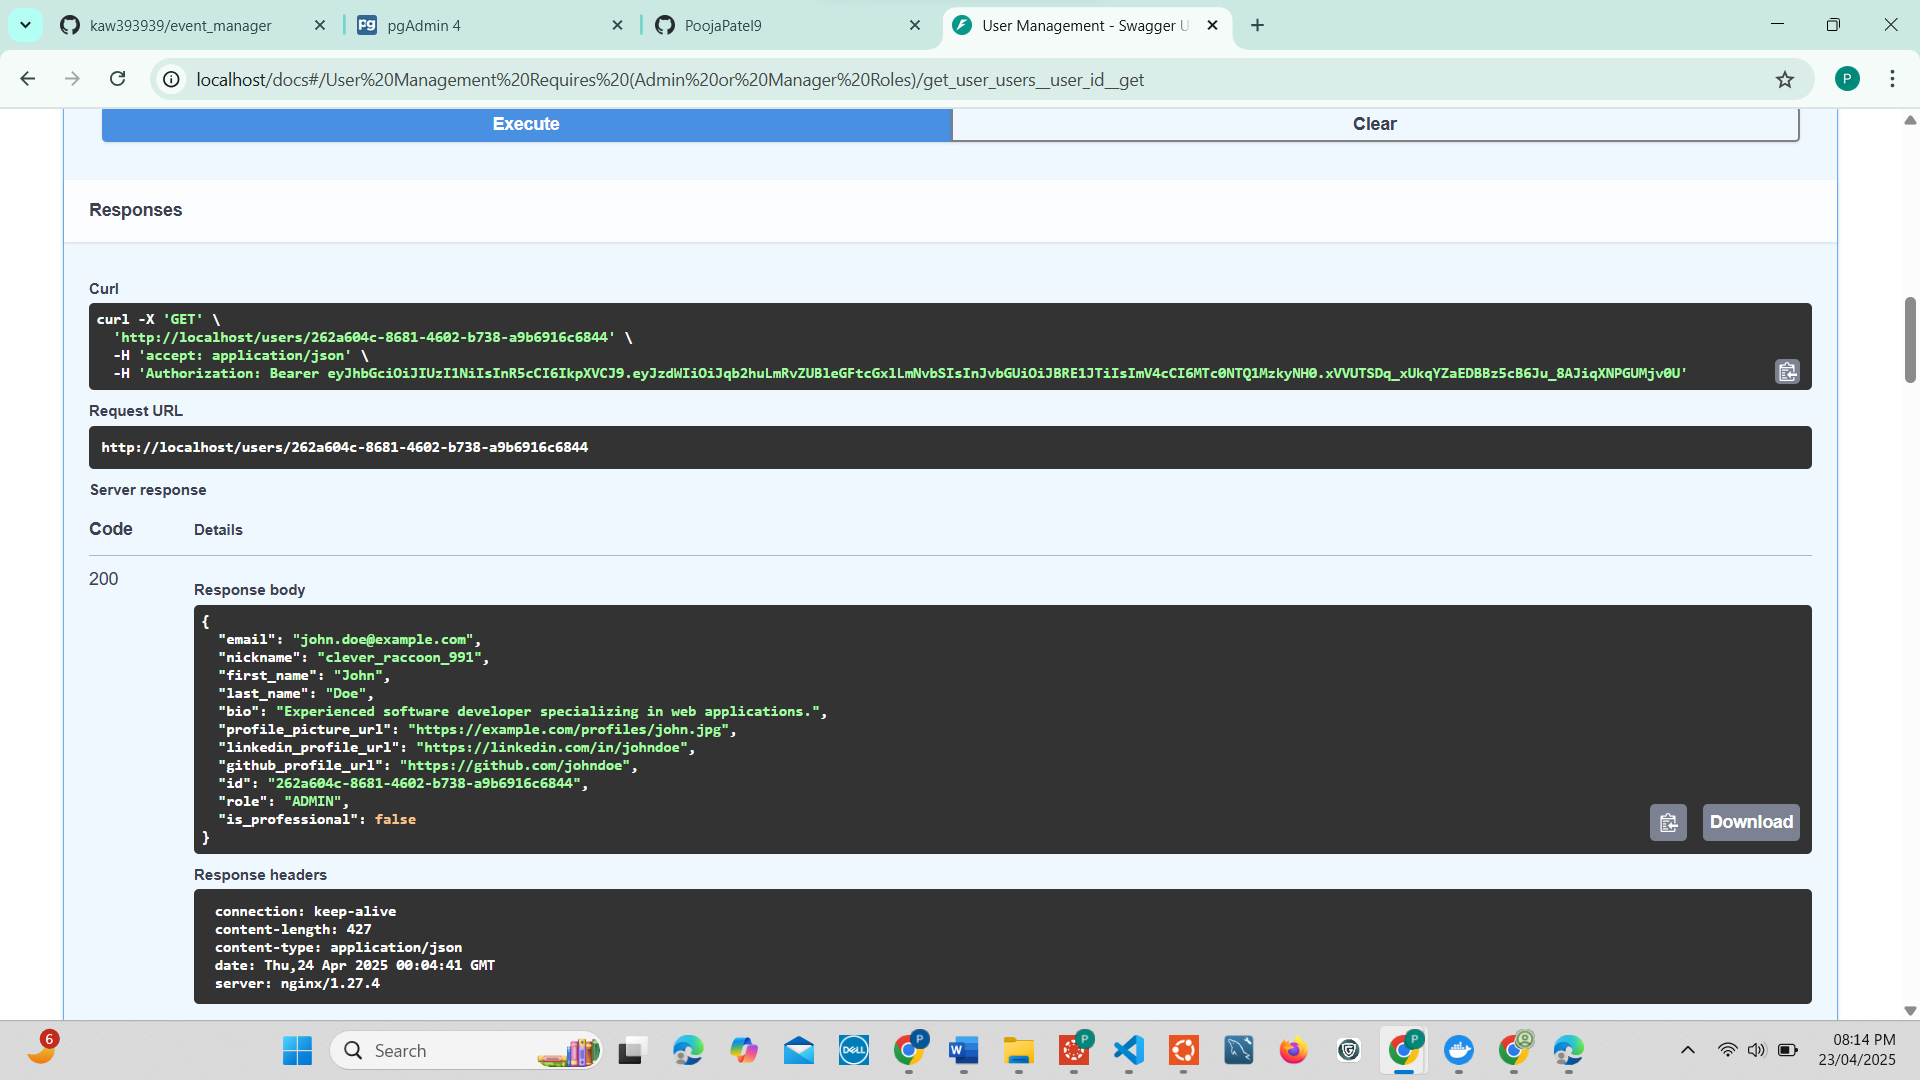 kaw393939/event_manager
pgAdmin 4
PoojaPatel9
User Management - Swagger U
localhost/docs#/User%20Management%20Requires%20(Admin%20or%20Manager%20Roles)/get_user_users__user_id__get
P
Execute
Clear
Responses
Curl
curl -X 'GET' \
'http://localhost/users/262a604c-8681-4602-b738-a9b6916c6844' \
-H 'accept: application/json' \
-H 'Authorization: Bearer eyJhbGciOiJIUzI1NiIsInR5cCI6IkpXVCJ9.eyJzdWIiOiJqb2huLmRvZUBleGFtcGxlLmNvbSIsInJvbGUiOiJBRE1JTiIsImV4cCI6MTc0NTQ1MzkyNH0.xVVUTSDq_xUkqYZaEDBBz5cB6Ju_8AJiqXNPGUMjv0U'
Request URL
http://localhost/users/262a604c-8681-4602-b738-a9b6916c6844
Server response
Code
Details
200
Response body
{
"email": "john.doe@example.com",
"nickname": "clever_raccoon_991",
"first_name": "John",
"last_name": "Doe",
"bio": "Experienced software developer specializing in web applications.",
"profile_picture_url": "https://example.com/profiles/john.jpg",
"linkedin_profile_url": "https://linkedin.com/in/johndoe",
"github_profile_url": "https://github.com/johndoe",
"id": "262a604c-8681-4602-b738-a9b6916c6844",
"role": "ADMIN",
"is_professional": false
}
Download
Response headers
connection: keep-alive
content-length: 427
content-type: application/json
date: Thu,24 Apr 2025 00:04:41 GMT
server: nginx/1.27.4
6
Search
DELL
08:14 PM
23/04/2025